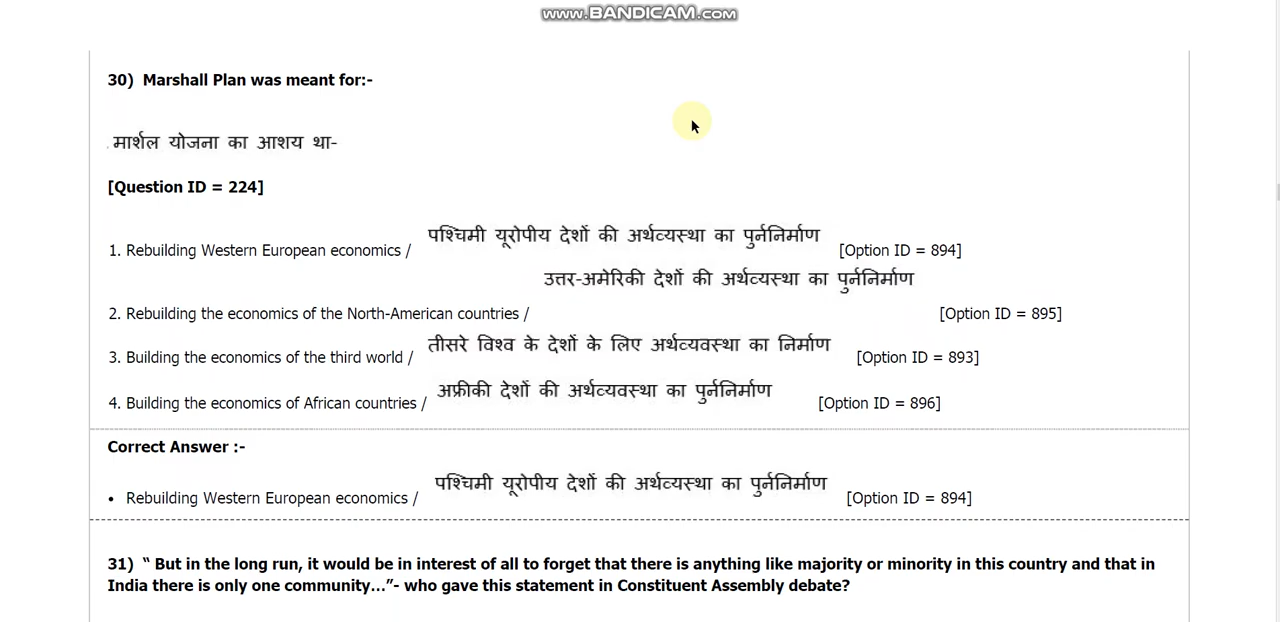 www.BANDICAM.com
30) Marshall Plan was meant for:-
मार्शल योजना का आशय था-
[Question ID = 224]
1. Rebuilding Western European economics / पश्चिमी यूरोपीय देशों की अर्थव्यस्था का पुर्ननिर्माण [Option ID = 894]
उत्तर-अमेरिकी देशों की अर्थव्यस्था का पुर्ननिर्माण
2. Rebuilding the economics of the North-American countries / [Option ID = 895]
3. Building the economics of the third world / तीसरे विश्व के देशों के लिए अर्थव्यवस्था का निर्माण [Option ID = 893]
4. Building the economics of African countries / अफ्रीकी देशों की अर्थव्यवस्था का पुर्ननिर्माण [Option ID = 896]
Correct Answer :-
• Rebuilding Western European economics / पश्चिमी यूरोपीय देशों की अर्थव्यस्था का पुर्ननिर्माण [Option ID = 894]
31) “ But in the long run, it would be in interest of all to forget that there is anything like majority or minority in this country and that in
India there is only one community...”- who gave this statement in Constituent Assembly debate?